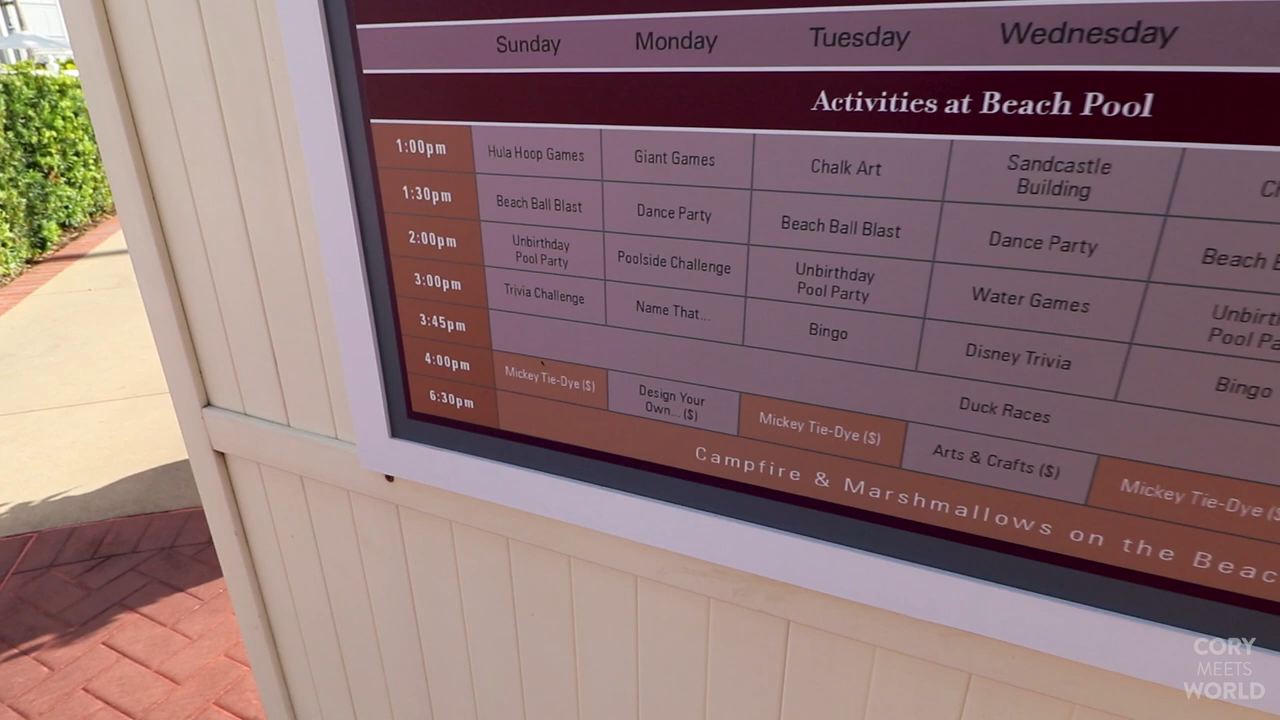 Sunday Monday Tuesday Wednesday
Activities at Beach Pool
1:00pm Hula Hoop Games Giant Games Chalk Art Sandcastle Building
1:30pm Beach Ball Blast Dance Party Beach Ball Blast Dance Party Beach
2:00pm Unbirthday Pool Party Poolside Challenge Unbirthday Pool Party Water Games Pool
3:00pm Trivia Challenge Name That... Bingo Disney Trivia Bingo
3:45pm Duck Races
4:00pm Mickey Tie-Dye ($) Design Your Own... ($) Mickey Tie-Dye ($) Arts & Crafts ($) Mickey Tie-Dye
6:30pm Campfire & Marshmallows on the Beac
CORY
MEETS
WORLD